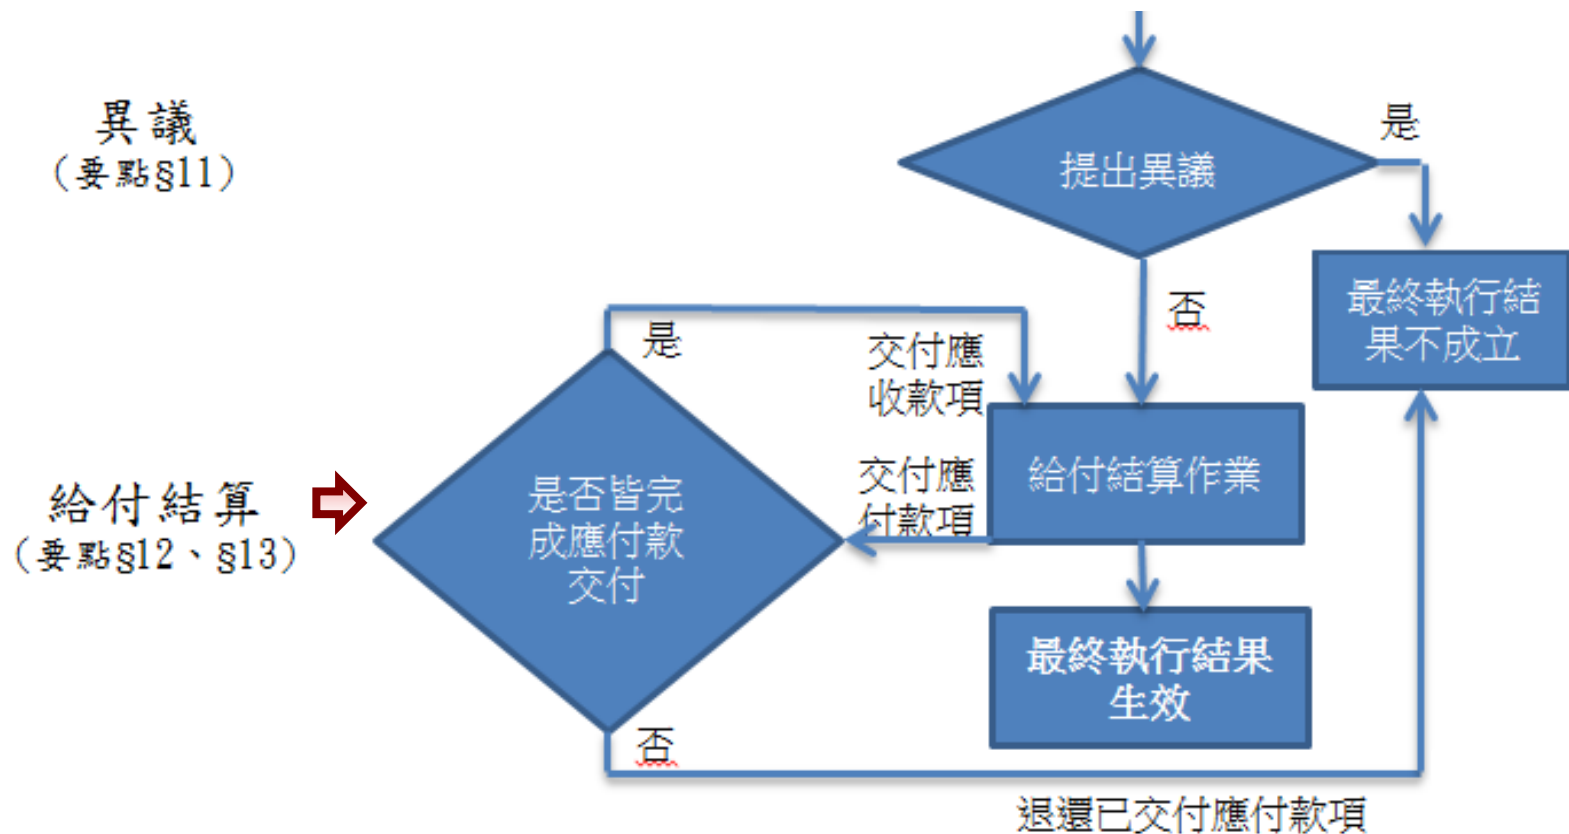 異議
（要點§11）
提出異議
是
最終執行結
果不成立
否
是
交付應
收款項
給付結算
（要點§12、§13）
是否皆完
成應付款
交付
交付應
付款項
給付結算作業
最終執行結果
生效
否
退還已交付應付款項